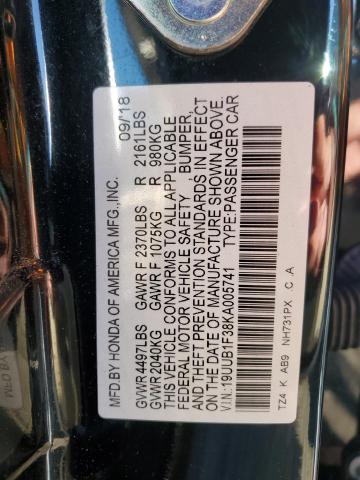 MFD.BY HONDA OF AMERICA MFG.,INC. 09/18
GVWR 4497LBS GAWR F 2370LBS R 2161LBS
GVWR 2040KG GAWR F 1075KG R 980KG
THIS VEHICLE CONFORMS TO ALL APPLICABLE
FEDERAL MOTOR VEHICLE SAFETY , BUMPER,
AND THEFT PREVENTION STANDARDS IN EFFECT
ON THE DATE OF MANUFACTURE SHOWN ABOVE.
V.I.N:19UUB1F38KA005741 TYPE:PASSENGER CAR
TZ4 K AB9 NH731PX C A